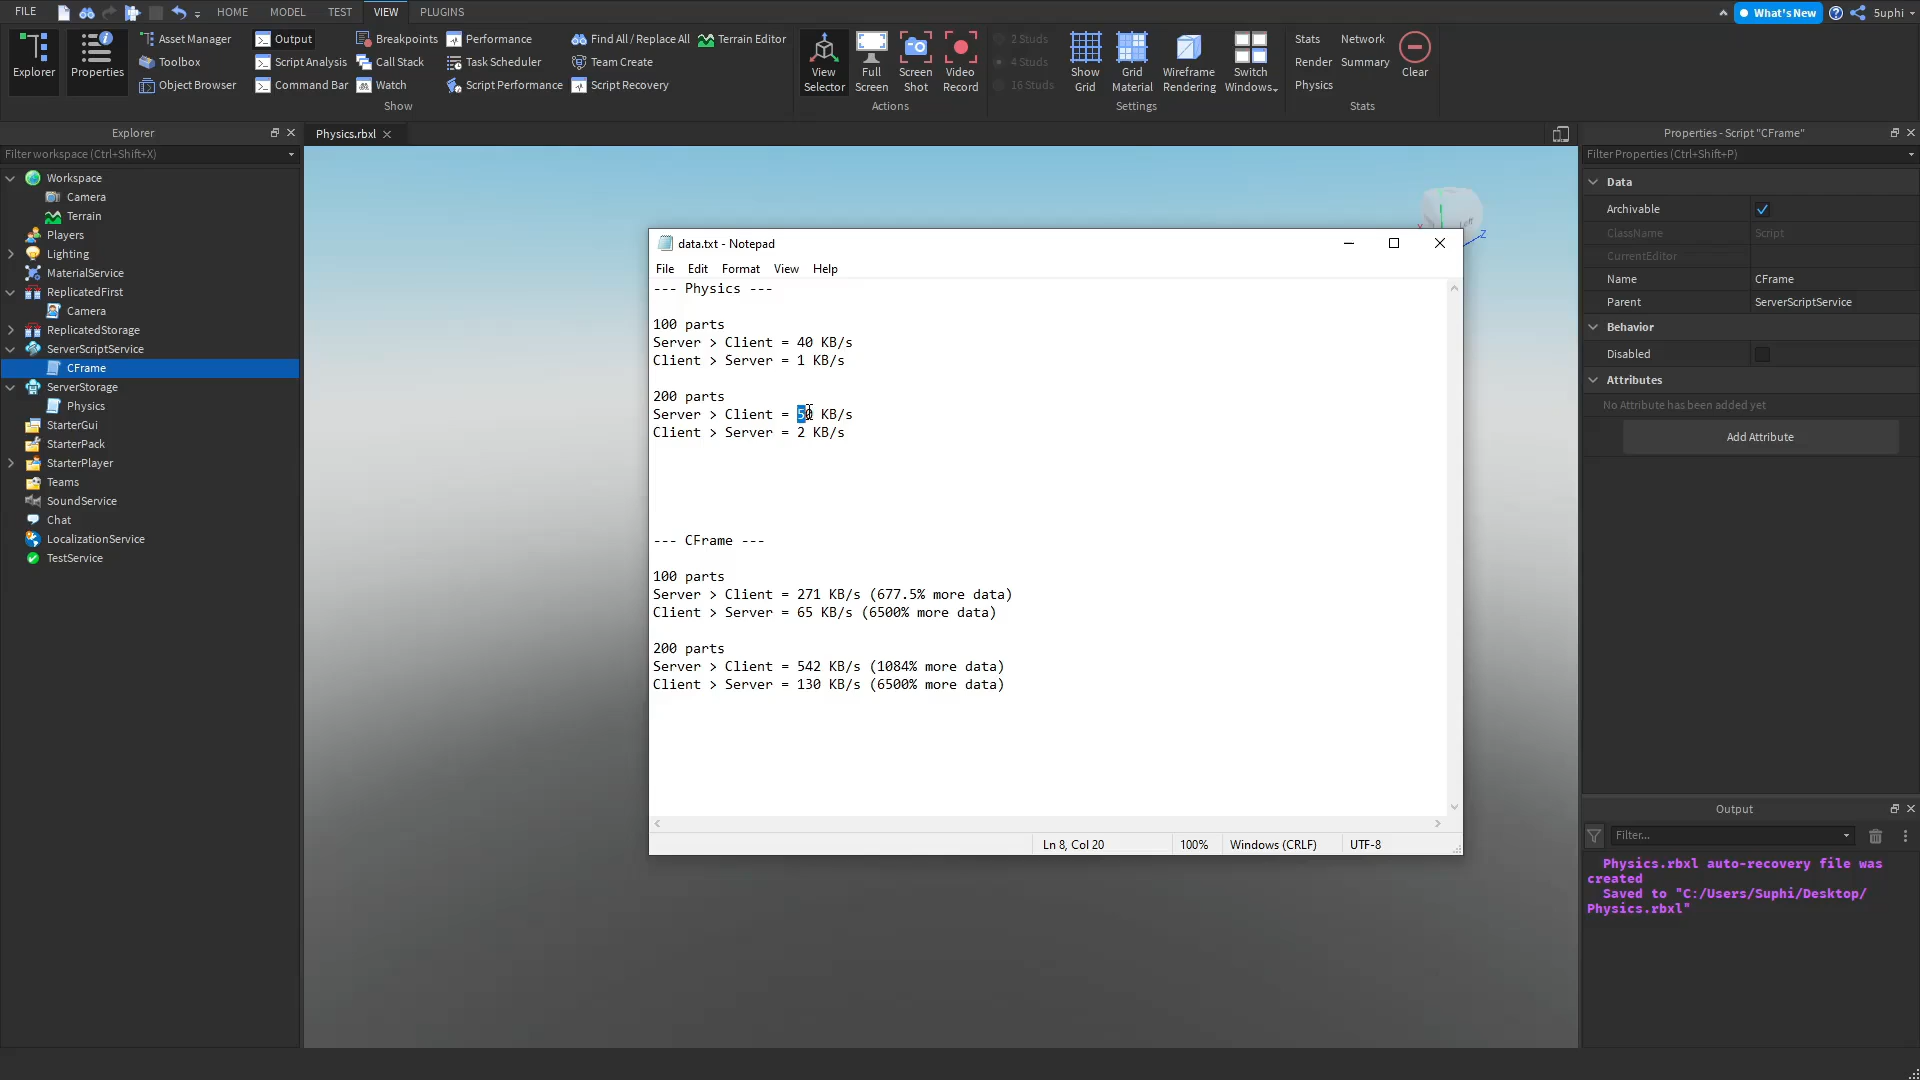 FILE HOME MODEL TEST VIEW PLUGINS What's New 5uphi
Explorer
Properties
Asset Manager
Toolbox
Object Browser
Output
Script Analysis
Command Bar
Breakpoints
Call Stack
Watch
Performance
Task Scheduler
Script Performance
Find All / Replace All
Team Create
Script Recovery
Terrain Editor
Show
View
Selector
Full
Screen
Screen
Shot
Video
Record
Actions
2 Studs
4 Studs
16 Studs
Show
Grid
Grid
Material
Wireframe
Rendering
Switch
Windows
Settings
Stats
Render
Physics
Network
Summary
Clear
Stats
Explorer
Filter workspace (Ctrl+Shift+X)
Workspace
Camera
Terrain
Players
Lighting
MaterialService
ReplicatedFirst
Camera
ReplicatedStorage
ServerScriptService
CFrame
ServerStorage
Physics
StarterGui
StarterPack
StarterPlayer
Teams
SoundService
Chat
LocalizationService
TestService
Physics.rbxl
Left
Z
data.txt - Notepad
File Edit Format View Help
--- Physics ---
100 parts
Server > Client = 40 KB/s
Client > Server = 1 KB/s
200 parts
Server > Client = 50 KB/s
Client > Server = 2 KB/s
--- CFrame ---
100 parts
Server > Client = 271 KB/s (677.5% more data)
Client > Server = 65 KB/s (6500% more data)
200 parts
Server > Client = 542 KB/s (1084% more data)
Client > Server = 130 KB/s (6500% more data)
Ln 8, Col 20
100%
Windows (CRLF)
UTF-8
Properties - Script "CFrame"
Filter Properties (Ctrl+Shift+P)
Data
Archivable
ClassName Script
CurrentEditor
Name CFrame
Parent ServerScriptService
Behavior
Disabled
Attributes
No Attribute has been added yet
Add Attribute
Output
Filter...
Physics.rbxl auto-recovery file was
created
Saved to "C:/Users/Suphi/Desktop/
Physics.rbxl"